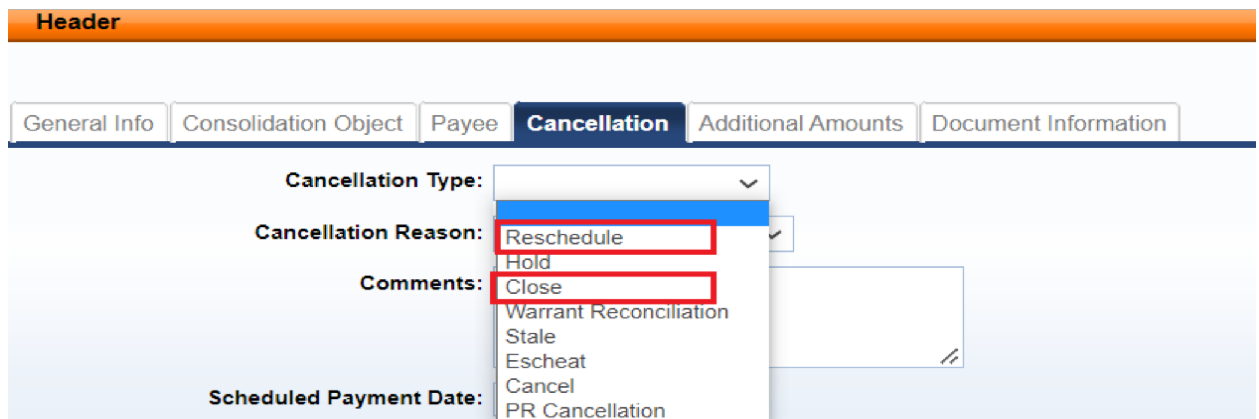 Header
General Info Consolidation Object Payee Cancellation Additional Amounts Document Information
Cancellation Type:
Cancellation Reason:
Reschedule
Hold
Comments:
Close
Warrant Reconciliation
Stale
Escheat
Cancel
Scheduled Payment Date:
PR Cancellation